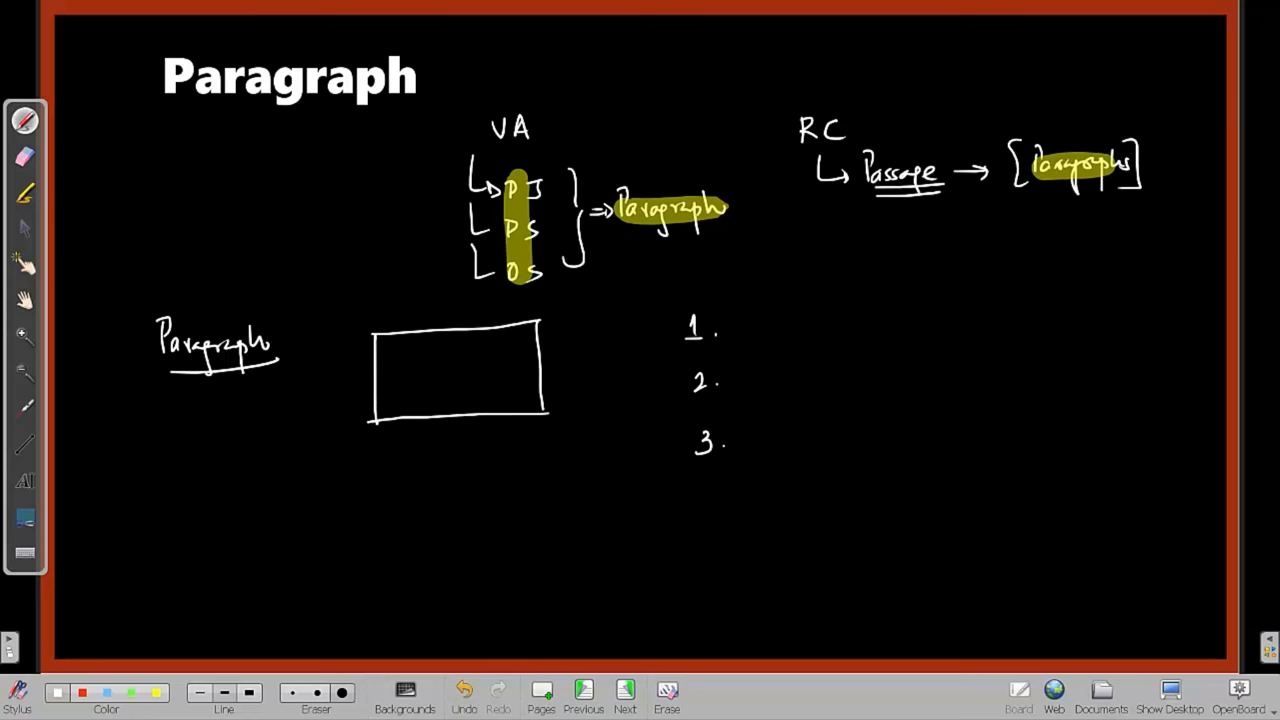 Paragraph
VA
RC
PJ
PS
OS
⇒ Paragraph
Passage → [Paragraphs]
Paragraph
1.
2.
3.
AI
Stylus
Color
Line
Eraser
Backgrounds
Undo
Redo
Pages
Previous
Next
Erase
Board
Web
Documents
Show Desktop
OpenBoard